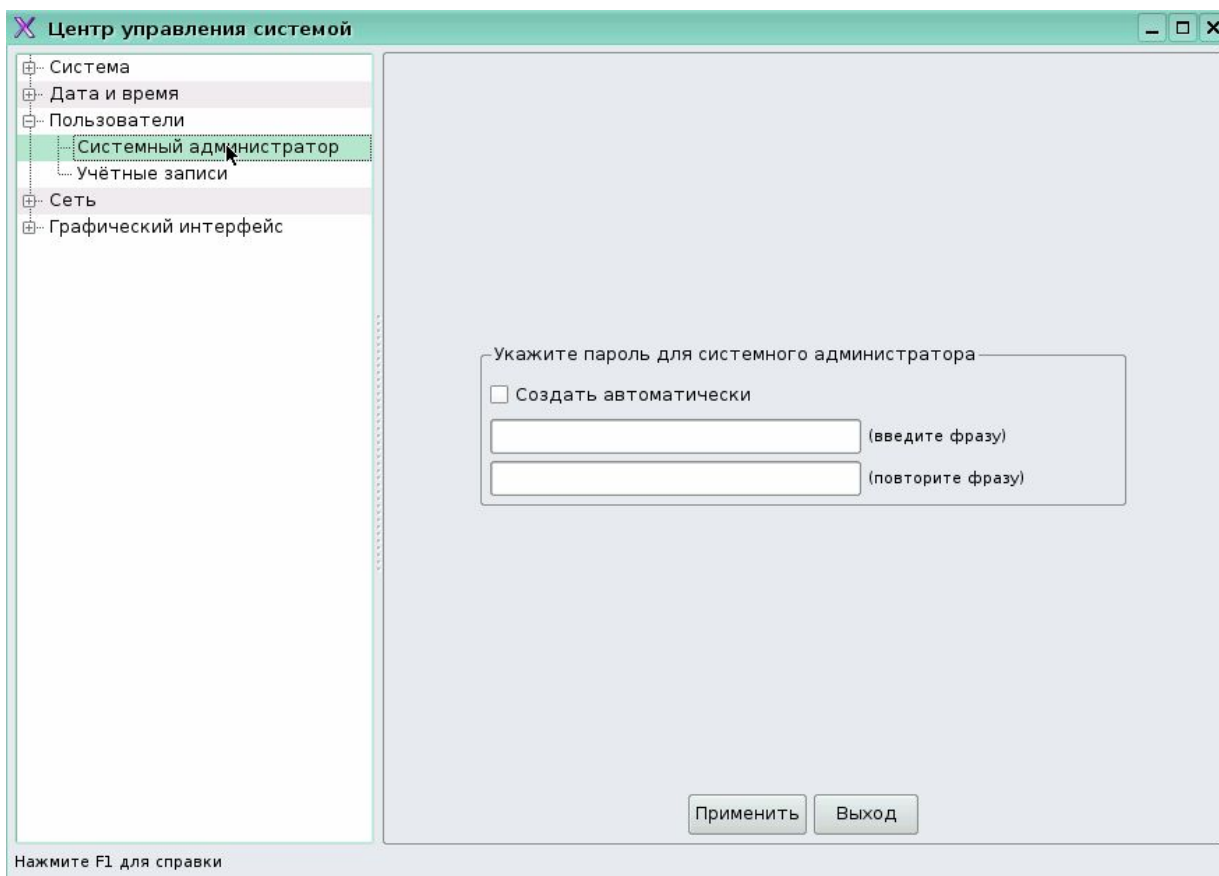 Центр управления системой
Система
Дата и время
Пользователи
Системный администратор
Учётные записи
Сеть
Графический интерфейс
Укажите пароль для системного администратора
Создать автоматически
(введите фразу)
(повторите фразу)
Применить
Выход
Нажмите F1 для справки